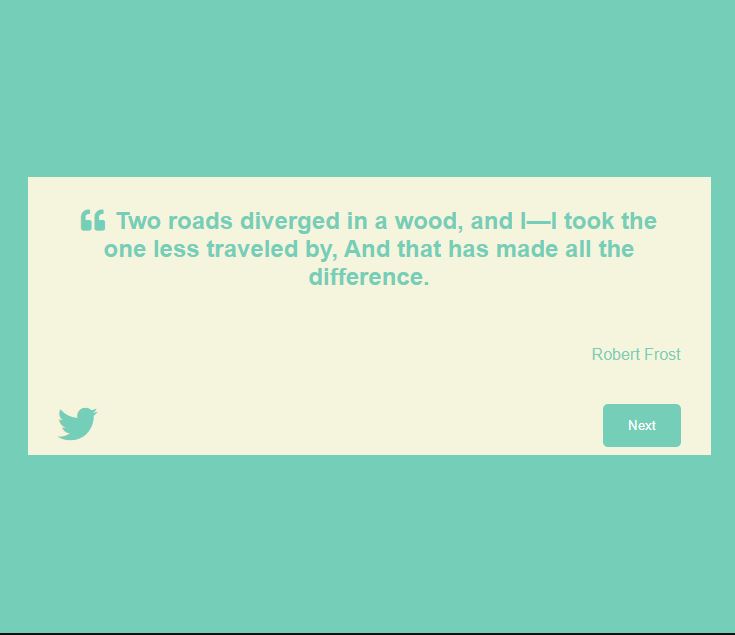 ❝ Two roads diverged in a wood, and I—I took the
one less traveled by, And that has made all the
difference.
Robert Frost
Next